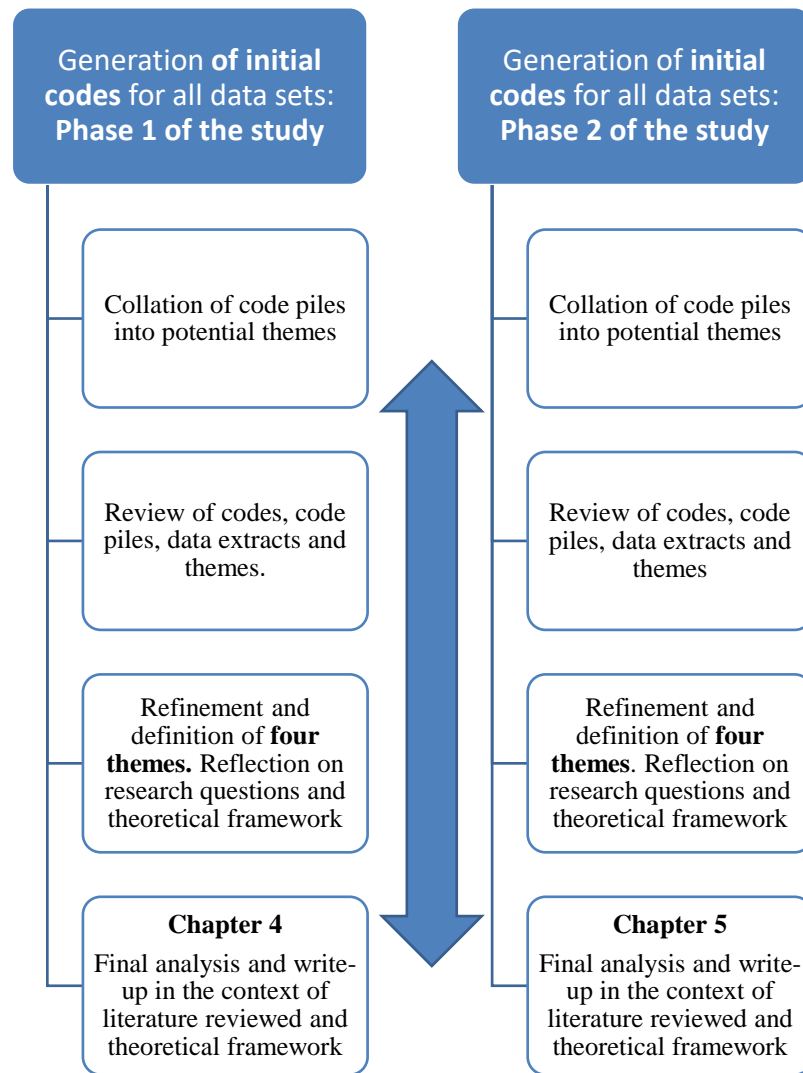 Generation of initial
codes for all data sets:
Phase 1 of the study
Collation of code piles
into potential themes
Review of codes, code
piles, data extracts and
themes.
Refinement and
definition of four
themes. Reflection on
research questions and
theoretical framework
Chapter 4
Final analysis and write-
up in the context of
literature reviewed and
theoretical framework
Generation of initial
codes for all data sets:
Phase 2 of the study
Collation of code piles
into potential themes
Review of codes, code
piles, data extracts and
themes
Refinement and
definition of four
themes. Reflection on
research questions and
theoretical framework
Chapter 5
Final analysis and write-
up in the context of
literature reviewed and
theoretical framework